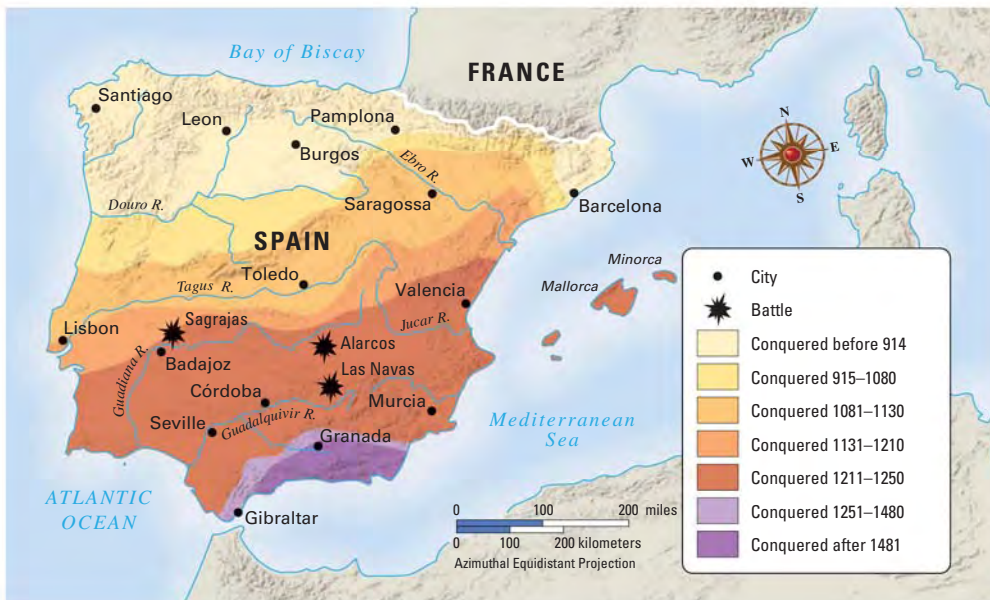 Bay of Biscay
FRANCE
Santiago
Leon
Pamplona
Burgos
Ebro R.
Saragossa
Barcelona
Douro R.
SPAIN
Toledo
Tagus R.
Valencia
Minorca
Mallorca
Jucar R.
Lisbon
Sagrajas
Alarcos
Badajoz
Guadiana R.
Las Navas
Córdoba
Murcia
Seville
Guadalquivir R.
Granada
Mediterranean
Sea
ATLANTIC
OCEAN
Gibraltar
N
W
E
S
City
Battle
Conquered before 914
Conquered 915–1080
Conquered 1081–1130
Conquered 1131–1210
Conquered 1211–1250
Conquered 1251–1480
Conquered after 1481
0 100 200 miles
0 100 200 kilometers
Azimuthal Equidistant Projection